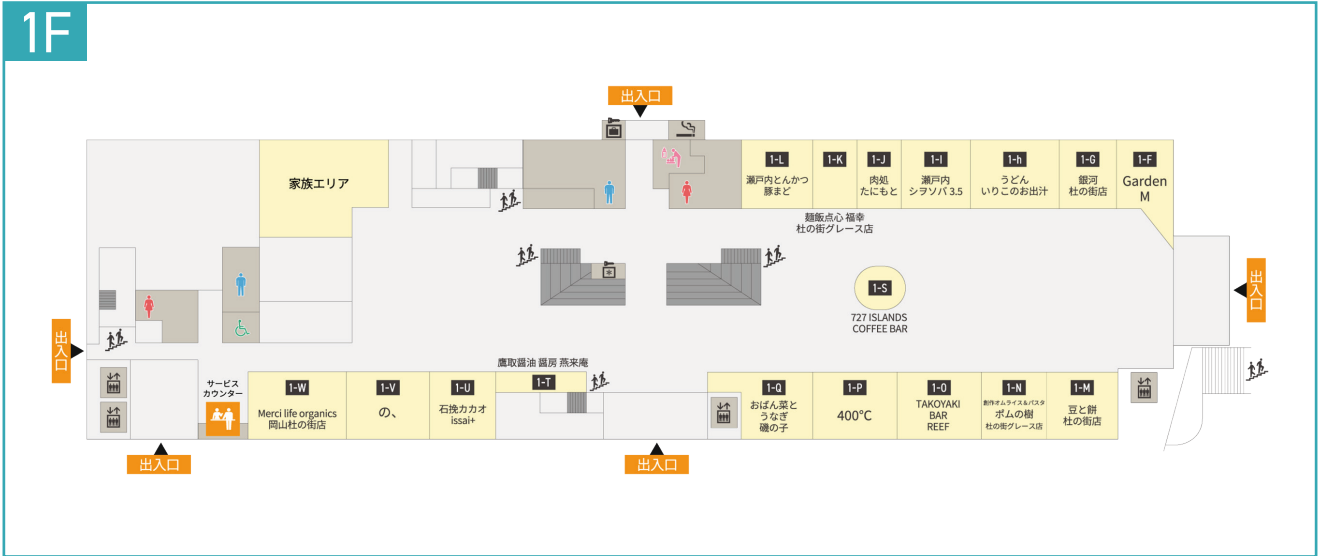 1F
出入口
家族エリア
1-L
瀬戸内とんかつ
豚まど
1-K
1-J
肉処
たにもと
1-I
瀬戸内
シヲソバ 3.5
1-h
うどん
いりこのお出汁
1-G
銀河
杜の街店
1-F
Garden
M
麺飯点心 福幸
杜の街グレース店
1-S
727 ISLANDS
COFFEE BAR
出入口
出入口
サービス
カウンター
1-W
Merci life organics
岡山杜の街店
1-V
の、
1-U
石挽カカオ
issai+
鷹取醤油 醤房 燕来庵
1-T
1-Q
おばん菜と
うなぎ
磯の子
1-P
400°C
1-O
TAKOYAKI
BAR
REEF
1-N
創作オムライス&パスタ
ポムの樹
杜の街グレース店
1-M
豆と餅
杜の街店
出入口
出入口